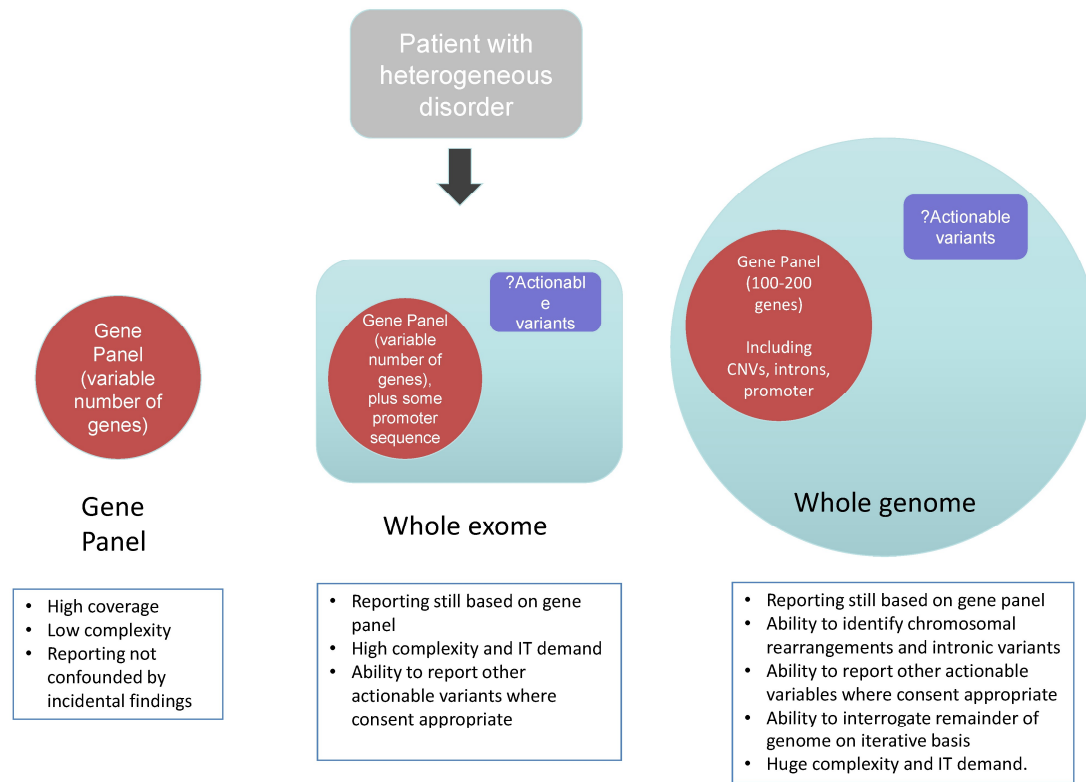 Patient with
heterogeneous
disorder
Gene
Panel
(variable
number of
genes)
Gene Panel
(variable
number of
genes),
plus some
promoter
sequence
?Actionabl
e
variants
Gene Panel
(100-200
genes)
Including
CNVs, introns,
promoter
?Actionable
variants
Gene
Panel
Whole exome
Whole genome
• High coverage
• Low complexity
• Reporting not
confounded by
incidental findings
• Reporting still based on gene
panel
• High complexity and IT demand
• Ability to report other
actionable variants where
consent appropriate
• Reporting still based on gene panel
• Ability to identify chromosomal
rearrangements and intronic variants
• Ability to report other actionable
variables where consent appropriate
• Ability to interrogate remainder of
genome on iterative basis
• Huge complexity and IT demand.